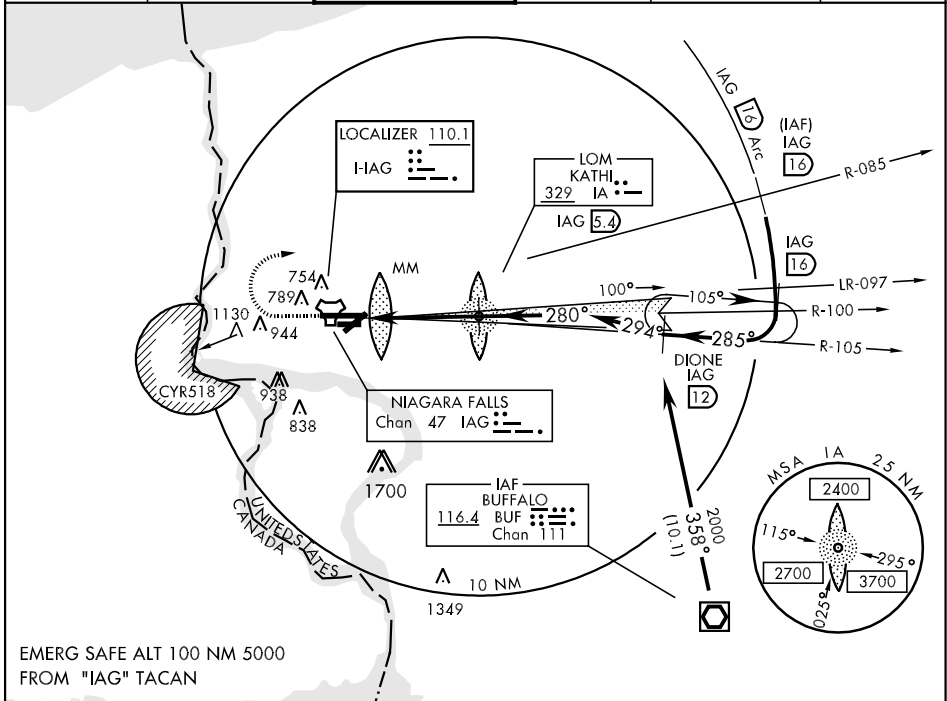 LOCALIZER 110.1
I-IAG
LOM
KATHI
329 IA
IAG 5.4
IAG 16 Arc
(IAF)
IAG
16
R-085
IAG
16
LR-097
R-100
R-105
MM
754
789
1130
944
100°
105°
280°
294°
285°
DIONE
IAG
12
CYR518
938
838
NIAGARA FALLS
Chan 47 IAG
1700
IAF
BUFFALO
116.4 BUF
Chan 111
2000
358°
(10.1)
UNITED STATES
CANADA
10 NM
1349
MSA IA 25 NM
2400
115°
295°
2700
3700
025°
EMERG SAFE ALT 100 NM 5000
FROM "IAG" TACAN